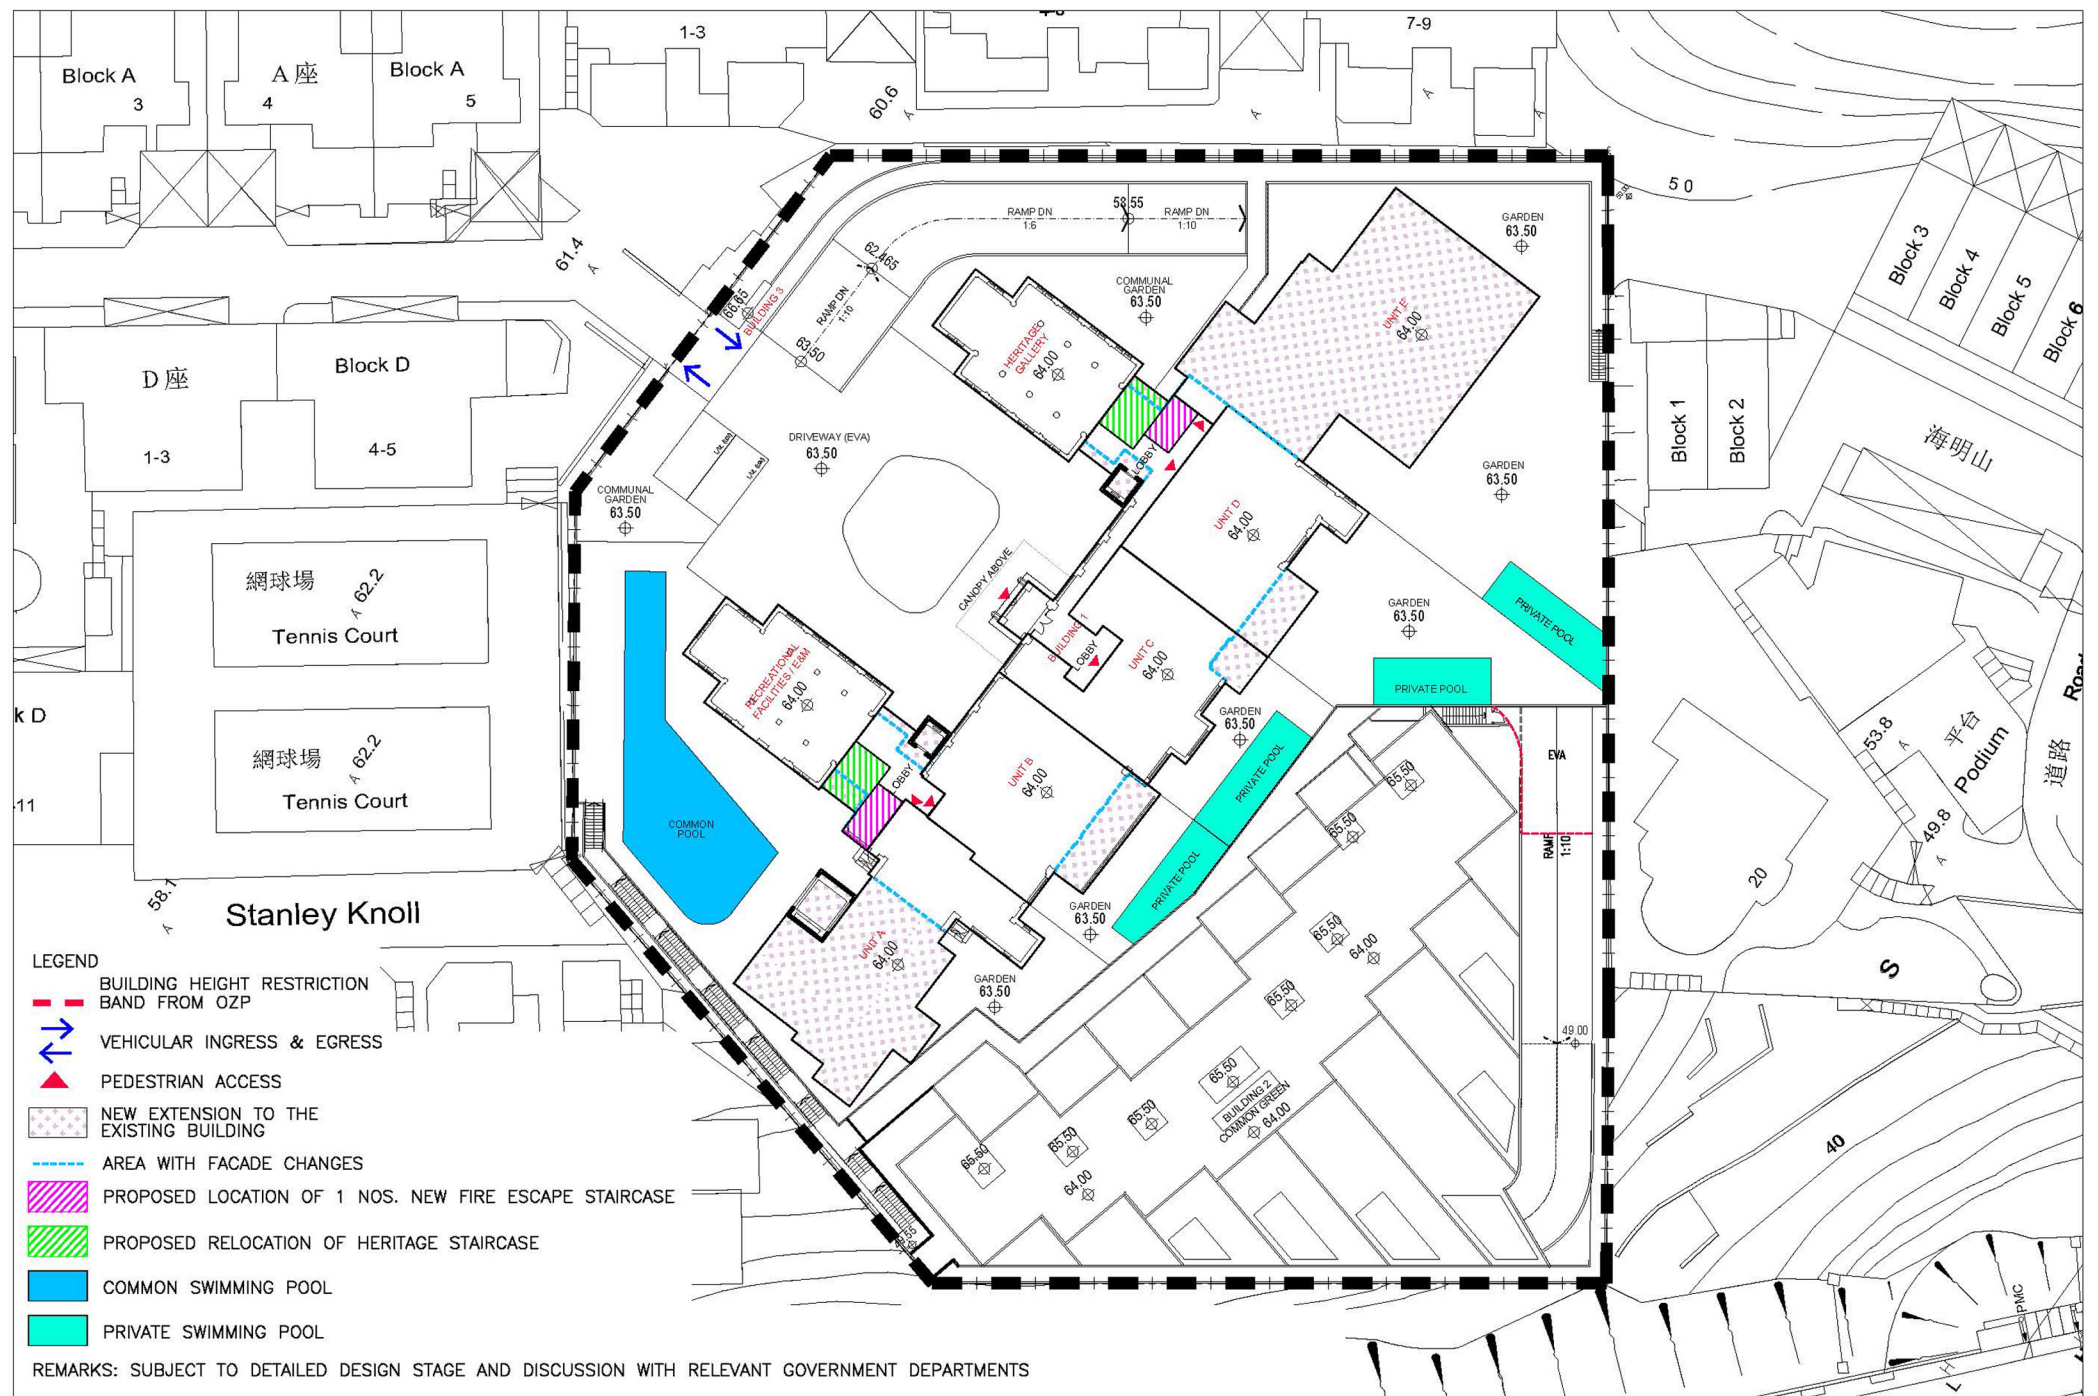 1-3
7-9
Block A
3
A座
4
Block A
5
60.6
50
Block 3
Block 4
Block 5
Block 6
61.4
58.55
RAMP DN
1:6
RAMP DN
1:10
GARDEN
63.50
62.465
COMMUNAL
GARDEN
63.50
66.65
BUILDING 3
RAMP DN
1:10
63.50
UNIT E
64.00
HERITAGE
GALLERY
64.00
D座
Block D
1-3
4-5
Block 1
Block 2
海明山
DRIVEWAY (EVA)
63.50
LOBBY
GARDEN
63.50
COMMUNAL
GARDEN
63.50
UNIT D
64.00
網球場
62.2
Tennis Court
CANOPY ABOVE
GARDEN
63.50
PRIVATE POOL
BUILDING 1
LOBBY
UNIT C
64.00
RECREATIONAL
FACILITIES / E&M
64.00
PRIVATE POOL
k D
GARDEN
63.50
網球場
62.2
Tennis Court
-11
53.8
平台
Podium
道路
EVA
UNIT B
64.00
PRIVATE POOL
65.50
COMMON
POOL
65.50
RAMP
1:10
49.8
PRIVATE POOL
20
58.1
Stanley Knoll
GARDEN
63.50
65.50
64.00
UNIT A
64.00
GARDEN
63.50
65.50
S
49.00
65.50
BUILDING 2
COMMON GREEN
64.00
65.50
65.50
65.50
64.00
40
PMC
LEGEND
BUILDING HEIGHT RESTRICTION
BAND FROM OZP
VEHICULAR INGRESS & EGRESS
PEDESTRIAN ACCESS
NEW EXTENSION TO THE
EXISTING BUILDING
AREA WITH FACADE CHANGES
PROPOSED LOCATION OF 1 NOS. NEW FIRE ESCAPE STAIRCASE
PROPOSED RELOCATION OF HERITAGE STAIRCASE
COMMON SWIMMING POOL
PRIVATE SWIMMING POOL
REMARKS: SUBJECT TO DETAILED DESIGN STAGE AND DISCUSSION WITH RELEVANT GOVERNMENT DEPARTMENTS